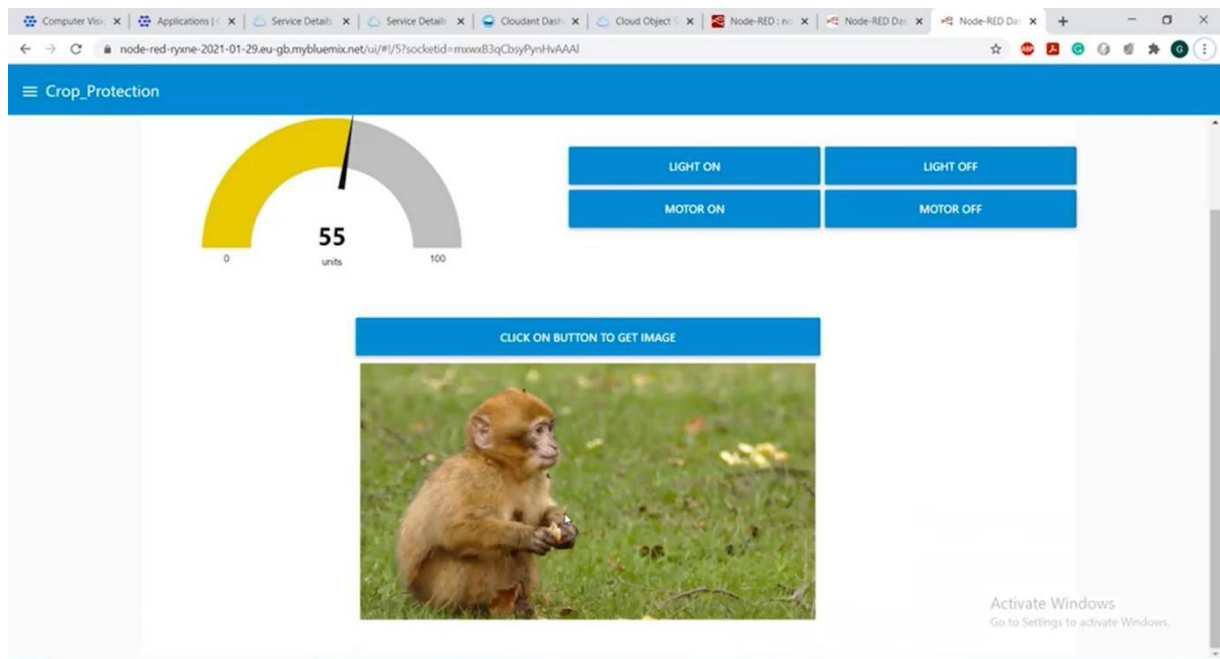 Computer Visi
Applications | C
Service Details
Service Details
Cloudant Dash
Cloud Object S
Node-RED : no
Node-RED Da
Node-RED Da
node-red-ryxne-2021-01-29.eu-gb.mybluemix.net/ui/#!/5?socketid=mxwxB3qCbsyPynHvAAAl
ABP
G
Crop_Protection
LIGHT ON
LIGHT OFF
MOTOR ON
MOTOR OFF
55
0
units
100
CLICK ON BUTTON TO GET IMAGE
Activate Windows
Go to Settings to activate Windows.